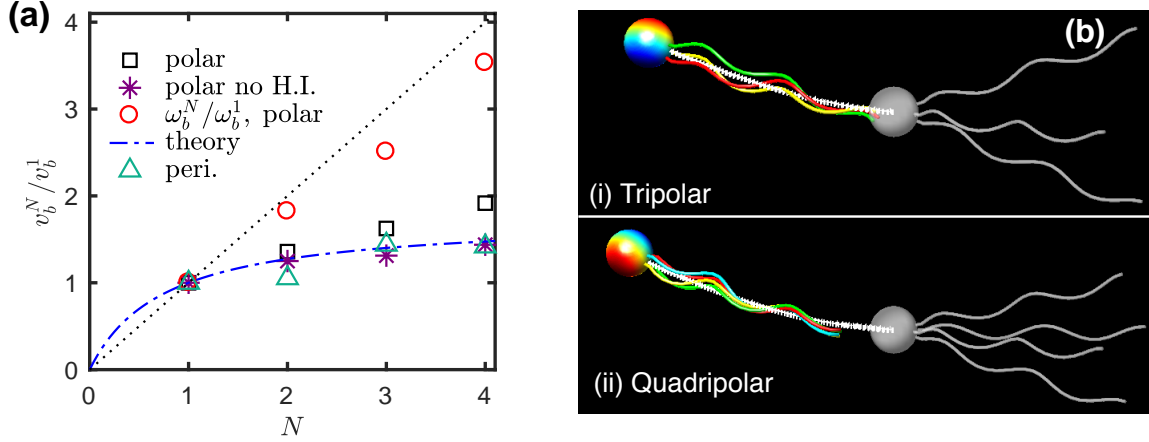 (a)
4
3
2
1
0
v_b^N/v_b^1
polar
polar no H.I.
ω_b^N/ω_b^1, polar
theory
peri.
0 1 2 3 4
N
(b)
(i) Tripolar
(ii) Quadripolar